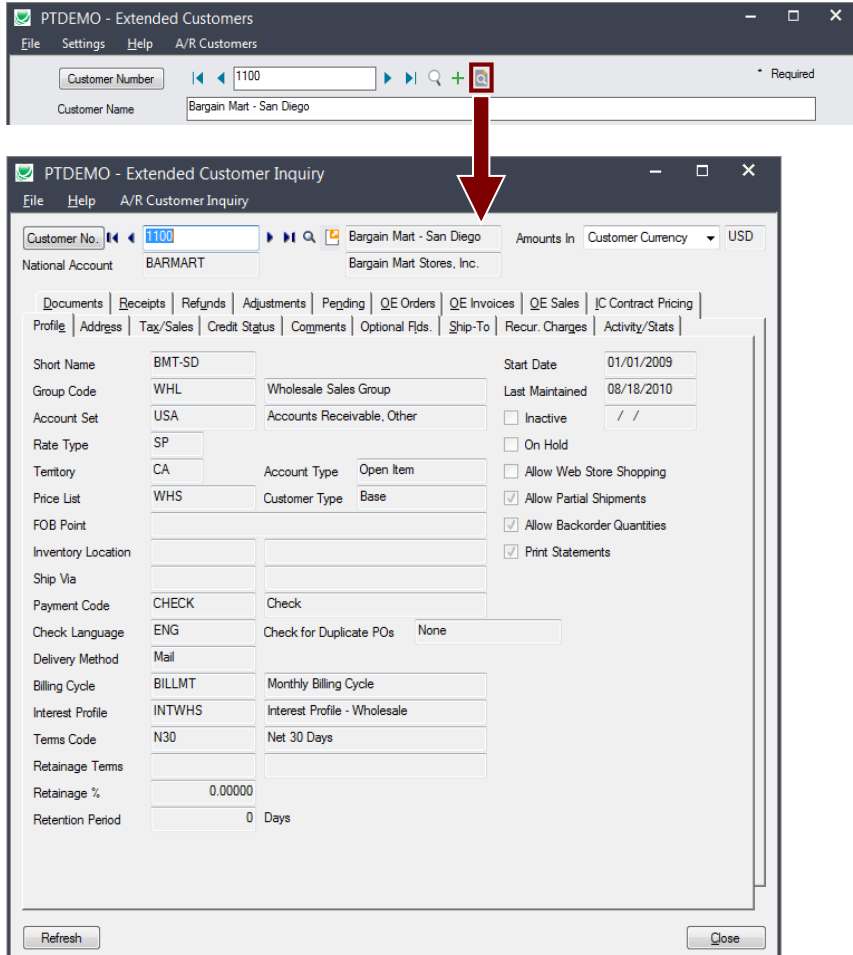 PTDEMO - Extended Customers
File Settings Help A/R Customers
Customer Number 1100 * Required
Customer Name Bargain Mart - San Diego
PTDEMO - Extended Customer Inquiry
File Help A/R Customer Inquiry
Customer No. 1100 Bargain Mart - San Diego Amounts In Customer Currency USD
National Account BARMART Bargain Mart Stores, Inc.
Documents Receipts Refunds Adjustments Pending OE Orders OE Invoices OE Sales IC Contract Pricing
Profile Address Tax/Sales Credit Status Comments Optional Flds. Ship-To Recur. Charges Activity/Stats
Short Name BMT-SD Start Date 01/01/2009
Group Code WHL Wholesale Sales Group Last Maintained 08/18/2010
Account Set USA Accounts Receivable, Other Inactive / /
Rate Type SP On Hold
Territory CA Account Type Open Item Allow Web Store Shopping
Price List WHS Customer Type Base Allow Partial Shipments
FOB Point Allow Backorder Quantities
Inventory Location Print Statements
Ship Via
Payment Code CHECK Check
Check Language ENG Check for Duplicate POs None
Delivery Method Mail
Billing Cycle BILLMT Monthly Billing Cycle
Interest Profile INTWHS Interest Profile - Wholesale
Terms Code N30 Net 30 Days
Retainage Terms
Retainage % 0.00000
Retention Period 0 Days
Refresh Close